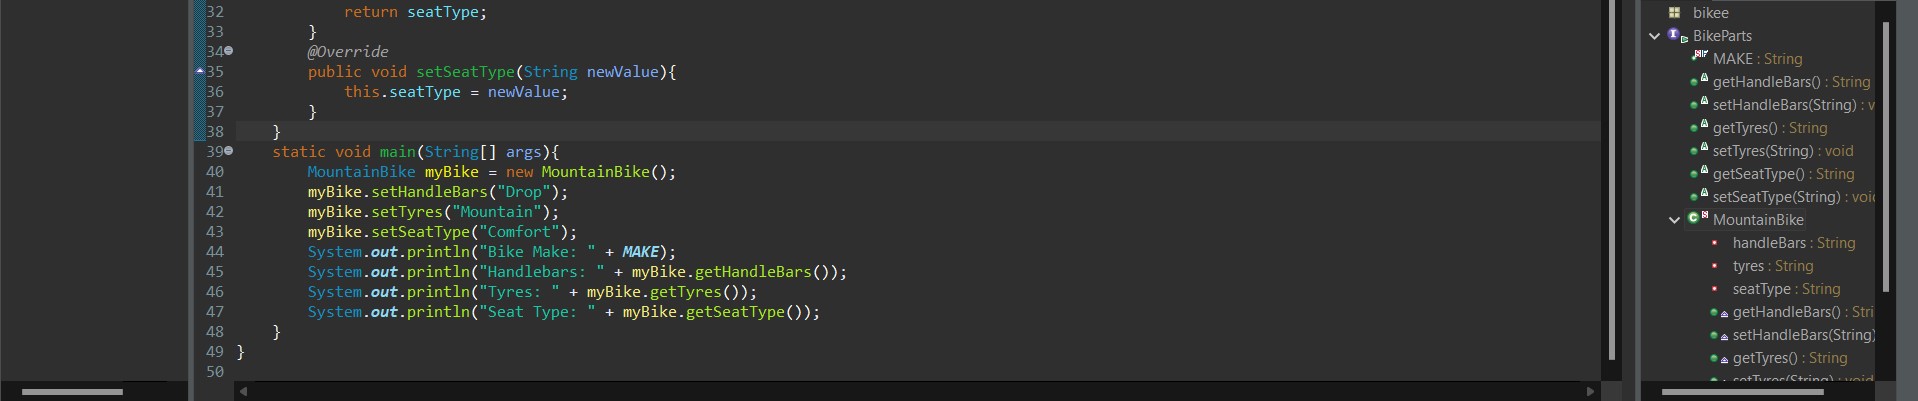 32 return seatType;
33 }
34 @Override
35 public void setSeatType(String newValue){
36 this.seatType = newValue;
37 }
38 }
39 static void main(String[] args){
40 MountainBike myBike = new MountainBike();
41 myBike.setHandleBars("Drop");
42 myBike.setTyres("Mountain");
43 myBike.setSeatType("Comfort");
44 System.out.println("Bike Make: " + MAKE);
45 System.out.println("Handlebars: " + myBike.getHandleBars());
46 System.out.println("Tyres: " + myBike.getTyres());
47 System.out.println("Seat Type: " + myBike.getSeatType());
48 }
49 }
50
bikee
BikeParts
MAKE : String
getHandleBars() : String
setHandleBars(String) : v
getTyres() : String
setTyres(String) : void
getSeatType() : String
setSeatType(String) : voi
MountainBike
handleBars : String
tyres : String
seatType : String
getHandleBars() : Stri
setHandleBars(String)
getTyres() : String
setTyres(String) : void